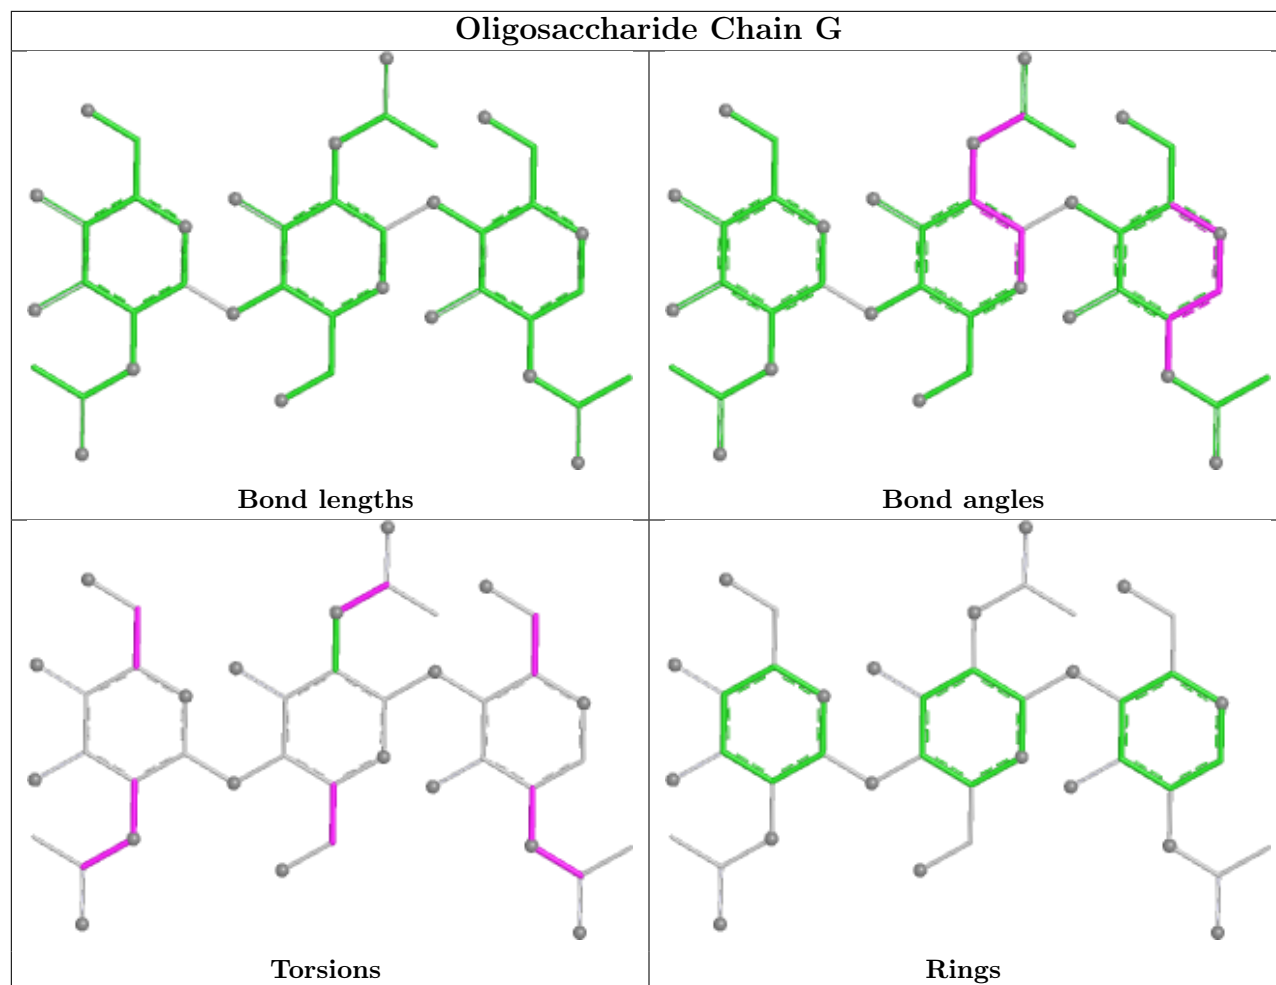 Oligosaccharide Chain G
Bond lengths
Bond angles
Torsions
Rings